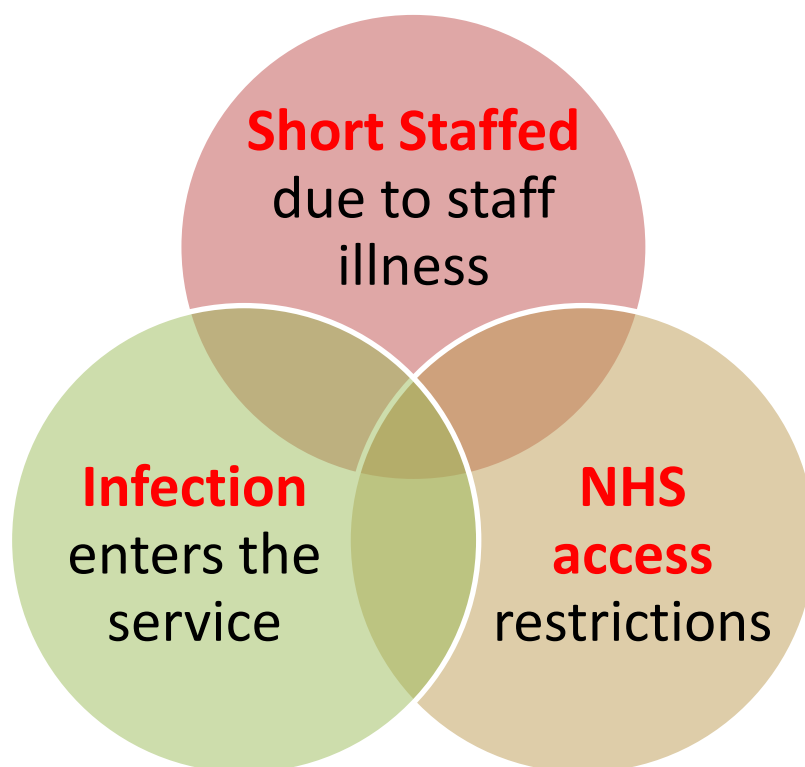 Short Staffed
due to staff
illness
Infection
enters the
service
NHS
access
restrictions